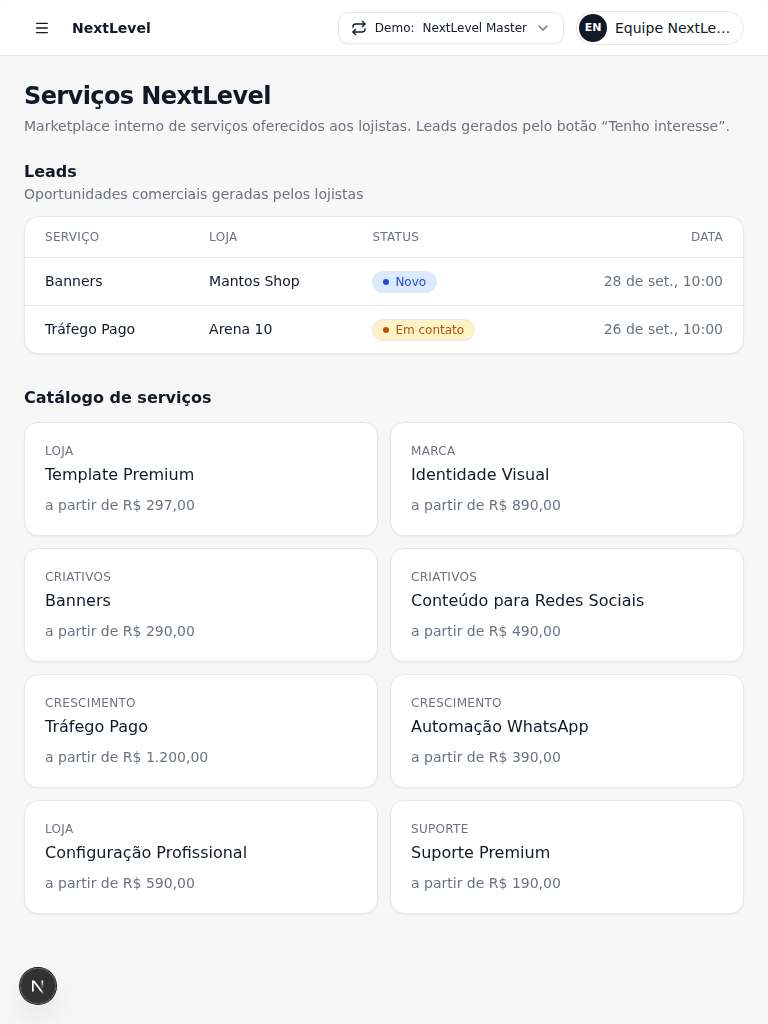 NextLevel
Demo: NextLevel Master
EN
Equipe NextLe...
Serviços NextLevel
Marketplace interno de serviços oferecidos aos lojistas. Leads gerados pelo botão “Tenho interesse”.
Leads
Oportunidades comerciais geradas pelos lojistas
SERVIÇO LOJA STATUS DATA
Banners Mantos Shop Novo 28 de set., 10:00
Tráfego Pago Arena 10 Em contato 26 de set., 10:00
Catálogo de serviços
LOJA
Template Premium
a partir de R$ 297,00
MARCA
Identidade Visual
a partir de R$ 890,00
CRIATIVOS
Banners
a partir de R$ 290,00
CRIATIVOS
Conteúdo para Redes Sociais
a partir de R$ 490,00
CRESCIMENTO
Tráfego Pago
a partir de R$ 1.200,00
CRESCIMENTO
Automação WhatsApp
a partir de R$ 390,00
LOJA
Configuração Profissional
a partir de R$ 590,00
SUPORTE
Suporte Premium
a partir de R$ 190,00
N